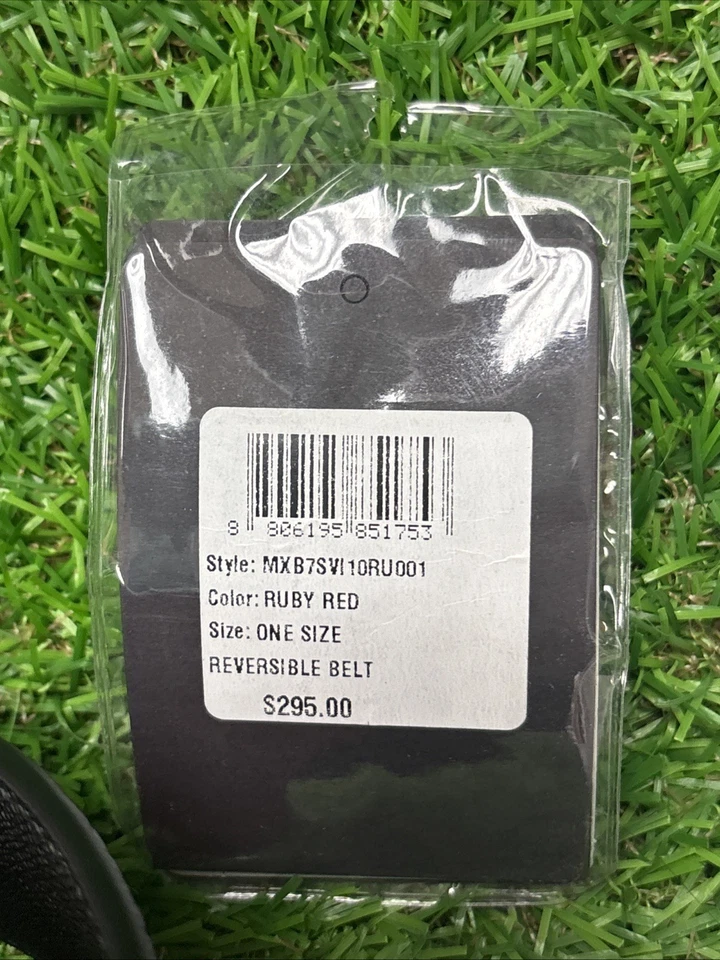 8 806195 851753
Style: MXB7SVI10RU001
Color: RUBY RED
Size: ONE SIZE
REVERSIBLE BELT
$295.00